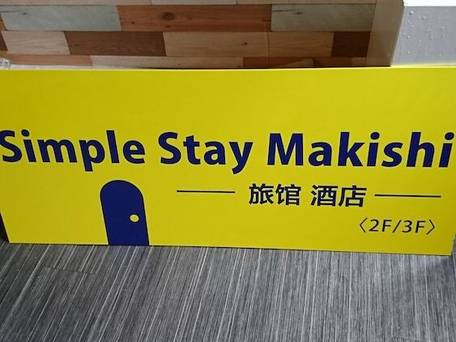 Simple Stay Makishi
旅馆 酒店
〈2F/3F〉